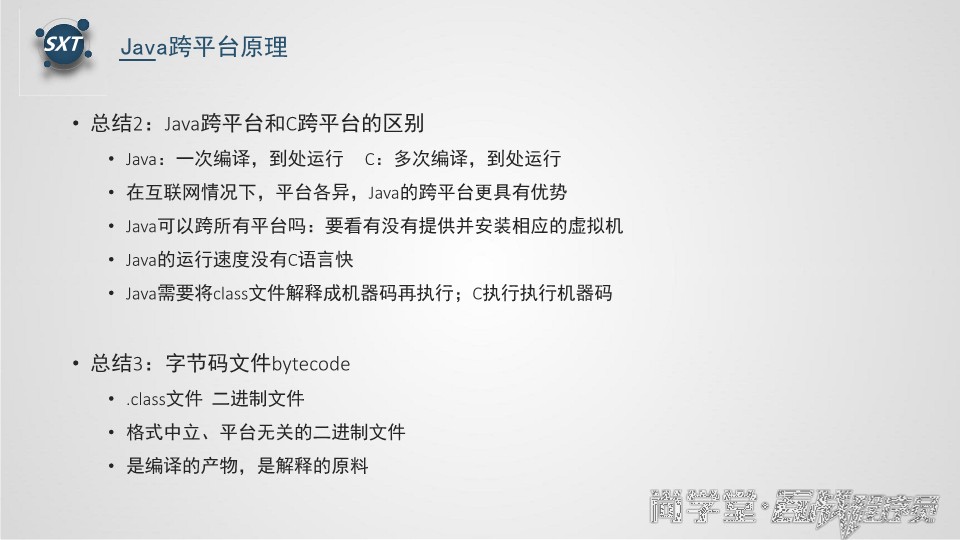 SXT
Java跨平台原理
• 总结2：Java跨平台和C跨平台的区别
• Java：一次编译，到处运行 C：多次编译，到处运行
• 在互联网情况下，平台各异，Java的跨平台更具有优势
• Java可以跨所有平台吗：要看有没有提供并安装相应的虚拟机
• Java的运行速度没有C语言快
• Java需要将class文件解释成机器码再执行；C执行执行机器码
• 总结3：字节码文件bytecode
• .class文件 二进制文件
• 格式中立、平台无关的二进制文件
• 是编译的产物，是解释的原料
尚学堂·百战程序员